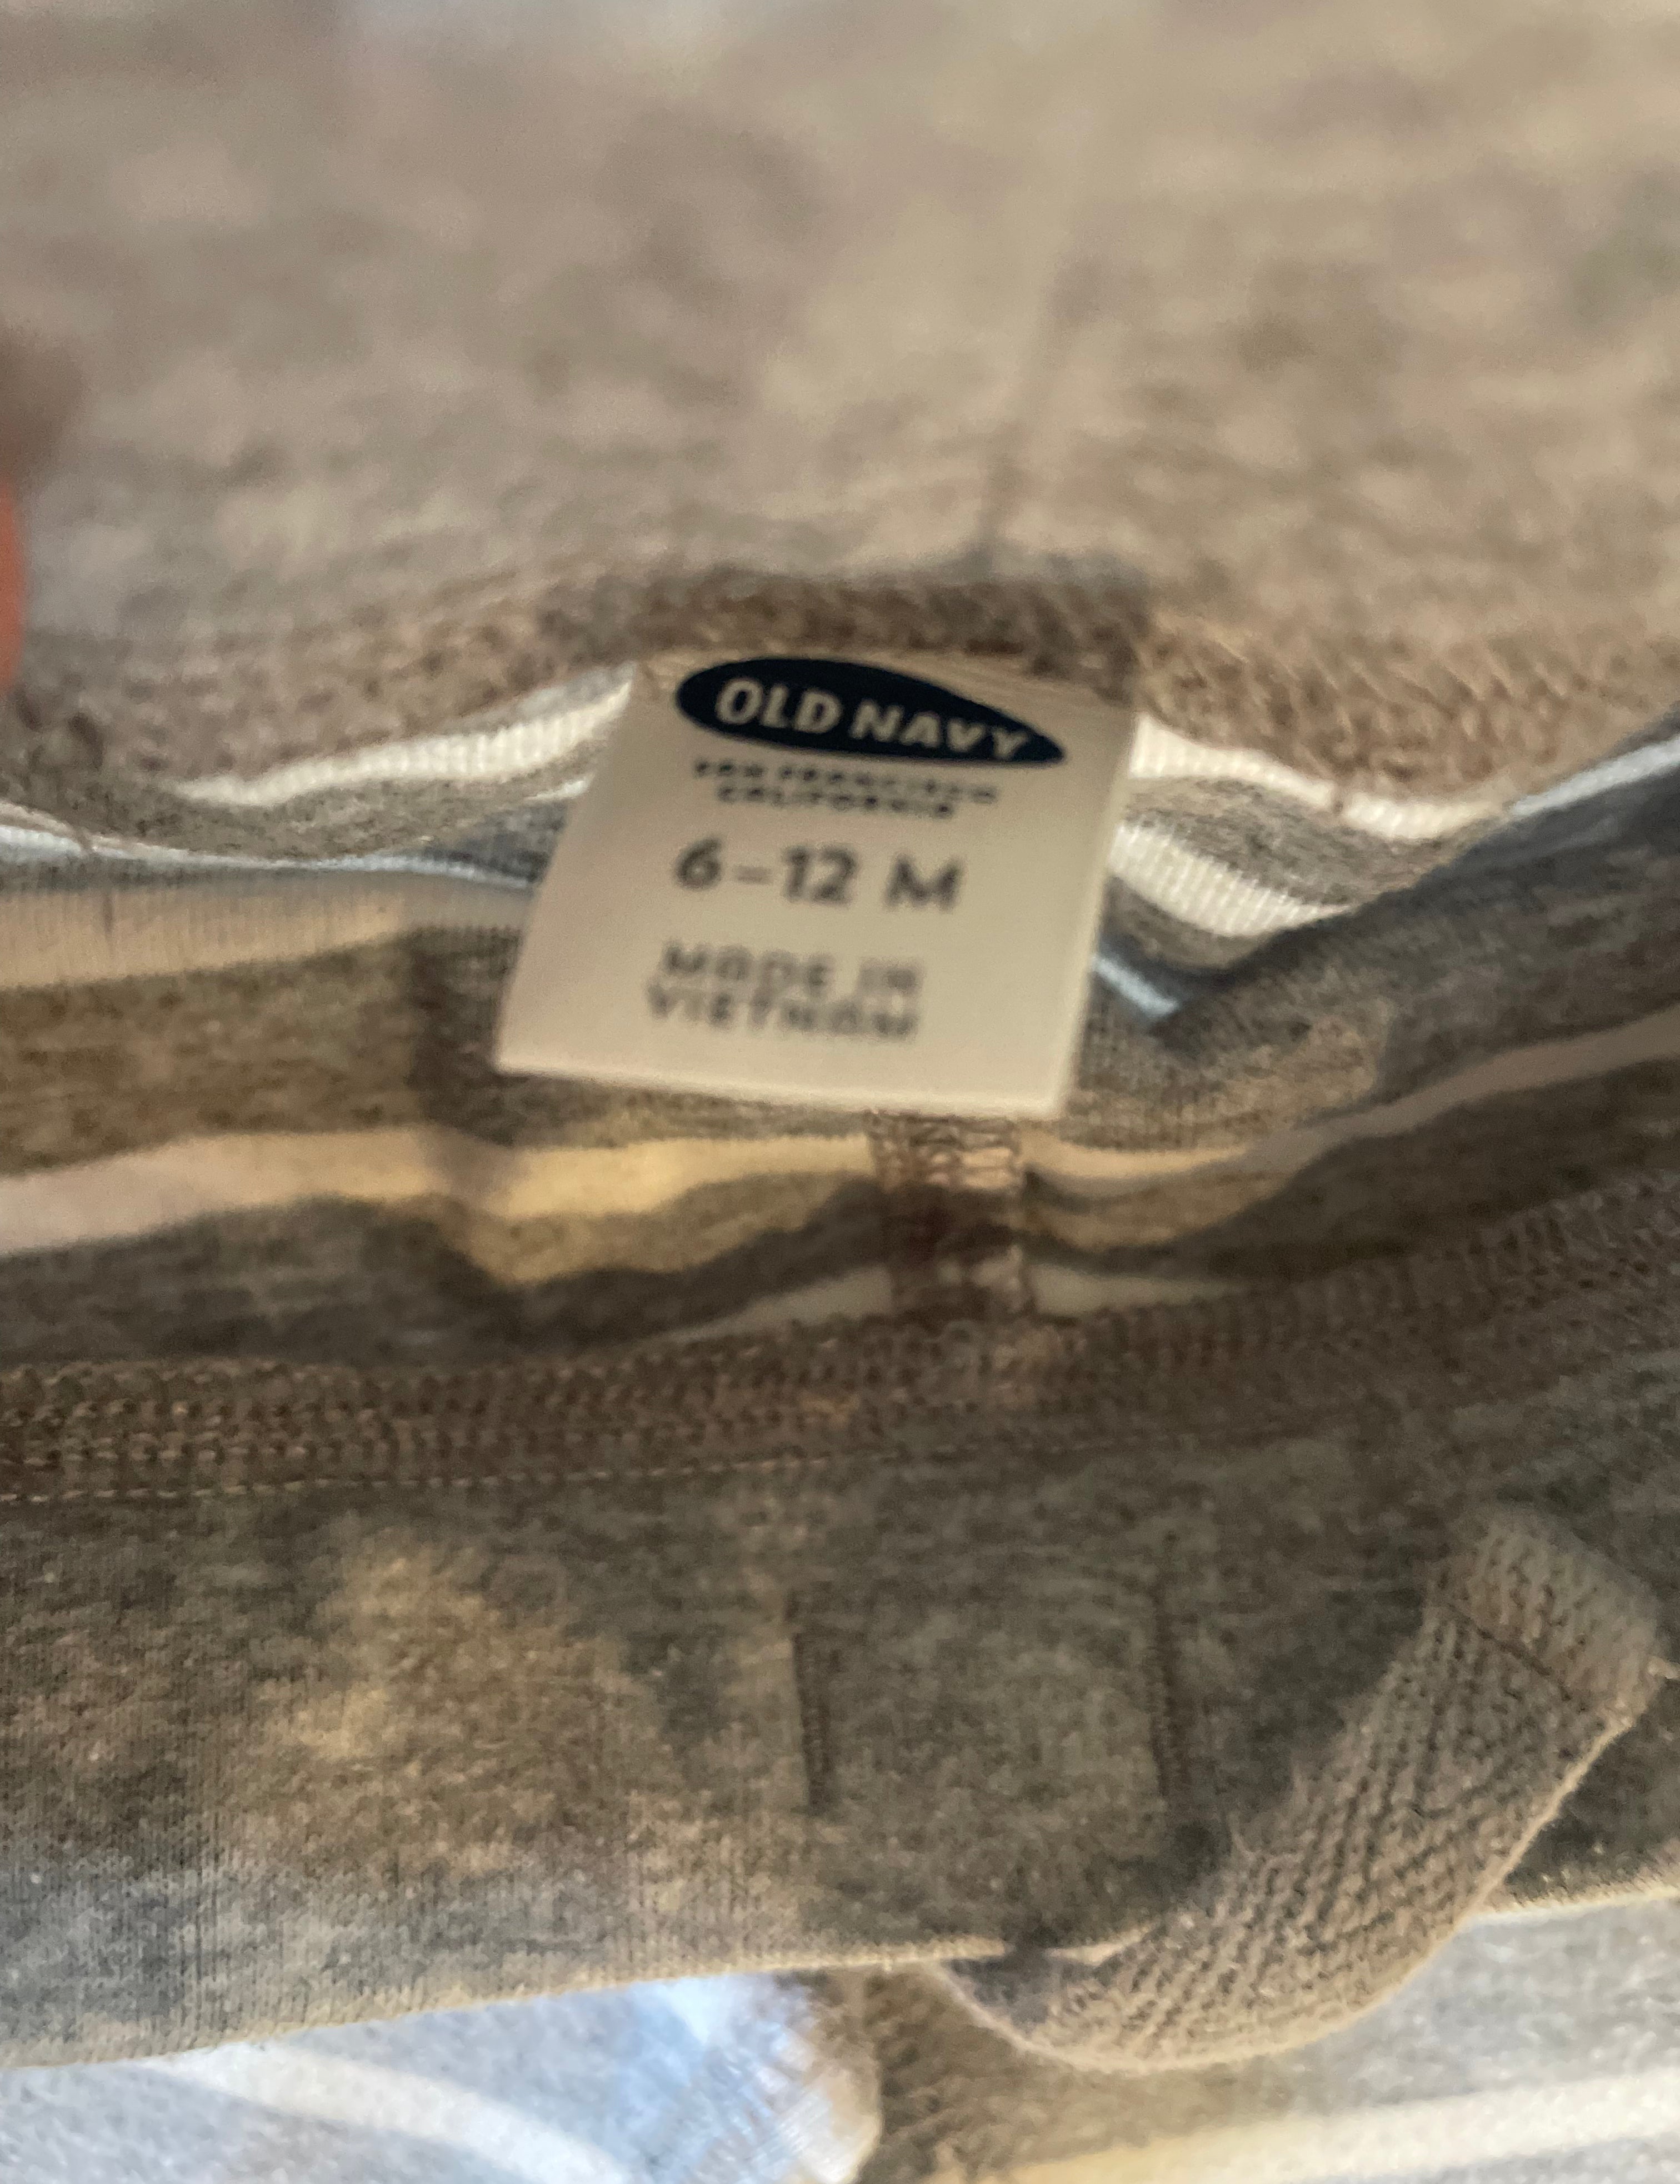 OLD NAVY
SAN FRANCISCO
CALIFORNIA
6-12 M
MADE IN
VIETNAM